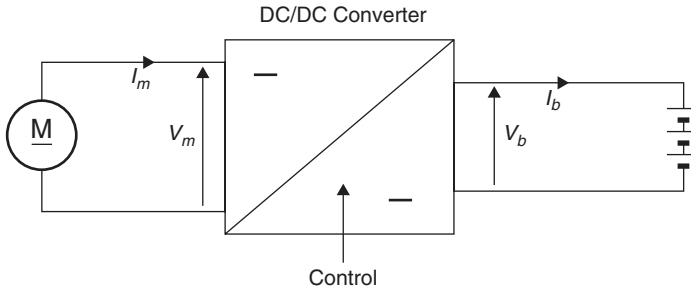 DC/DC Converter
I_m
M
V_m
V_b
I_b
Control